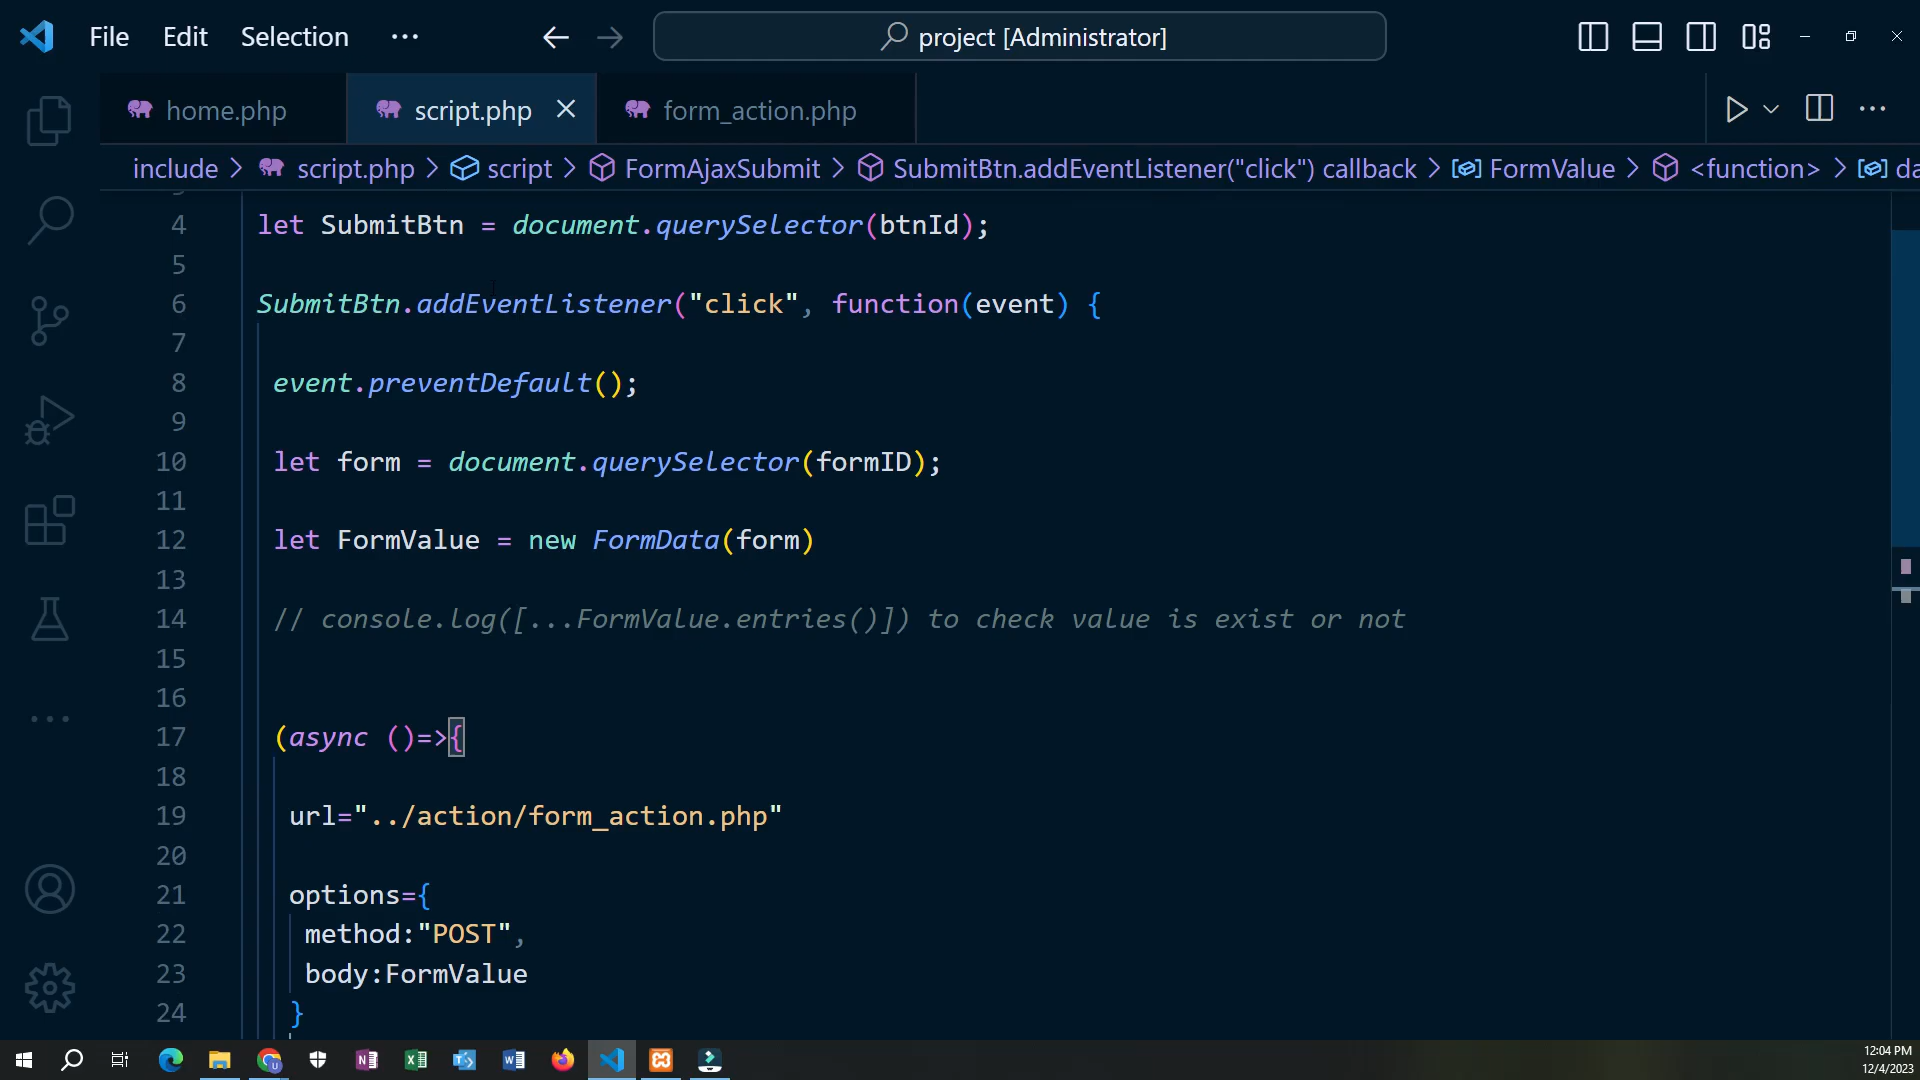 File Edit Selection ··· project [Administrator]
home.php script.php form_action.php
include > script.php > script > FormAjaxSubmit > SubmitBtn.addEventListener("click") callback > FormValue > <function> > da
4 let SubmitBtn = document.querySelector(btnId);
5
6 SubmitBtn.addEventListener("click", function(event) {
7
8 event.preventDefault();
9
10 let form = document.querySelector(formID);
11
12 let FormValue = new FormData(form)
13
14 // console.log([...FormValue.entries()]) to check value is exist or not
15
16
17 (async ()=>{
18
19 url="../action/form_action.php"
20
21 options={
22 method:"POST",
23 body:FormValue
24 }
12:04 PM
12/4/2023